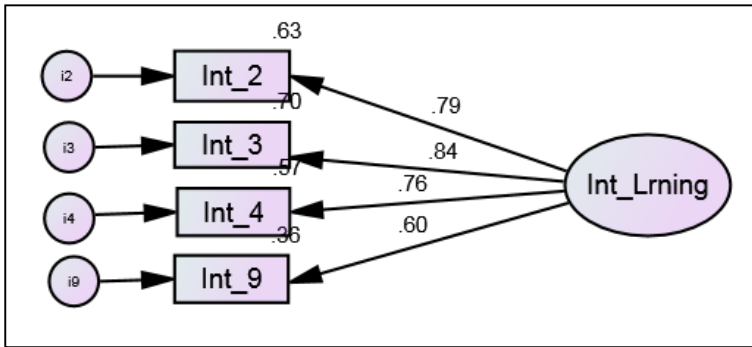 .63
i2
Int_2
.79
.70
i3
Int_3
.84
.57
Int_Lrning
i4
Int_4
.76
.36
i9
Int_9
.60